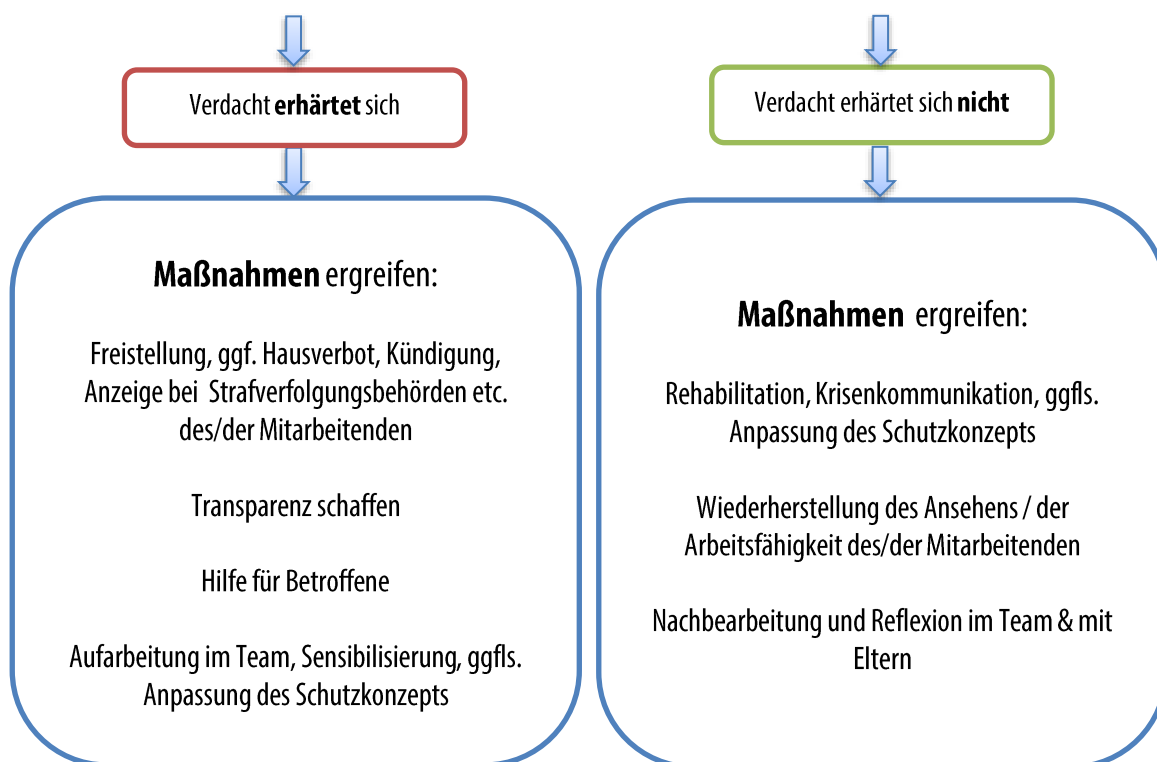 Verdacht erhärtet sich
Maßnahmen ergreifen:
Freistellung, ggf. Hausverbot, Kündigung,
Anzeige bei Strafverfolgungsbehörden etc.
des/der Mitarbeitenden
Transparenz schaffen
Hilfe für Betroffene
Aufarbeitung im Team, Sensibilisierung, ggfls.
Anpassung des Schutzkonzepts
Verdacht erhärtet sich nicht
Maßnahmen ergreifen:
Rehabilitation, Krisenkommunikation, ggfls.
Anpassung des Schutzkonzepts
Wiederherstellung des Ansehens / der
Arbeitsfähigkeit des/der Mitarbeitenden
Nachbearbeitung und Reflexion im Team & mit
Eltern